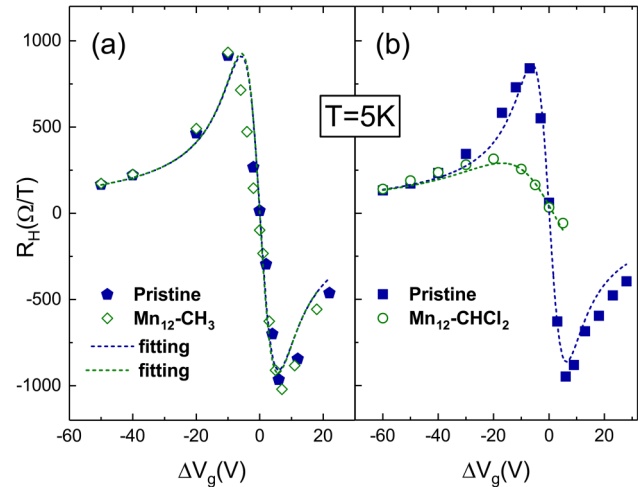 (a)
(b)
T=5K
1000
500
0
-500
-1000
R_H(Ω/T)
Pristine
Mn₁₂-CH₃
fitting
fitting
Pristine
Mn₁₂-CHCl₂
-60 -40 -20 0 20
-60 -40 -20 0 20
ΔV_g(V)
ΔV_g(V)